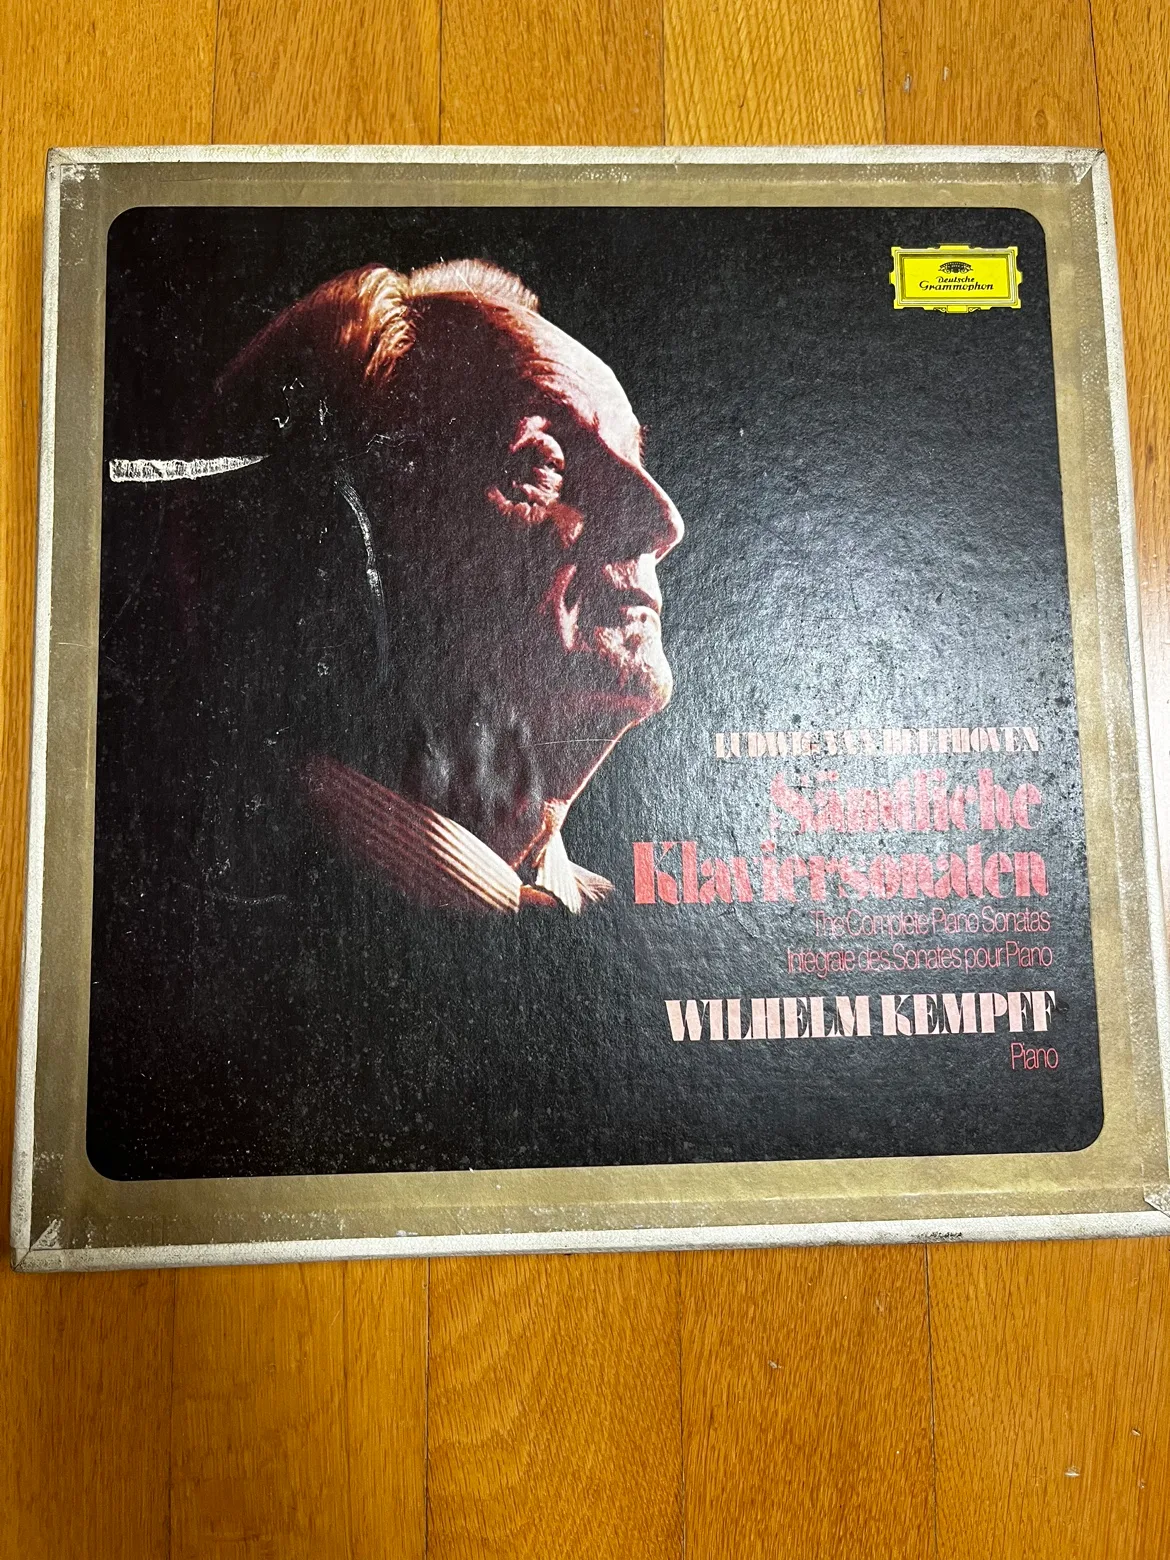 Deutsche
Grammophon
LUDWIG VAN BEETHOVEN
Sämtliche
Klaviersonaten
The Complete Piano Sonatas
Intégrale des Sonates pour Piano
WILHELM KEMPFF
Piano